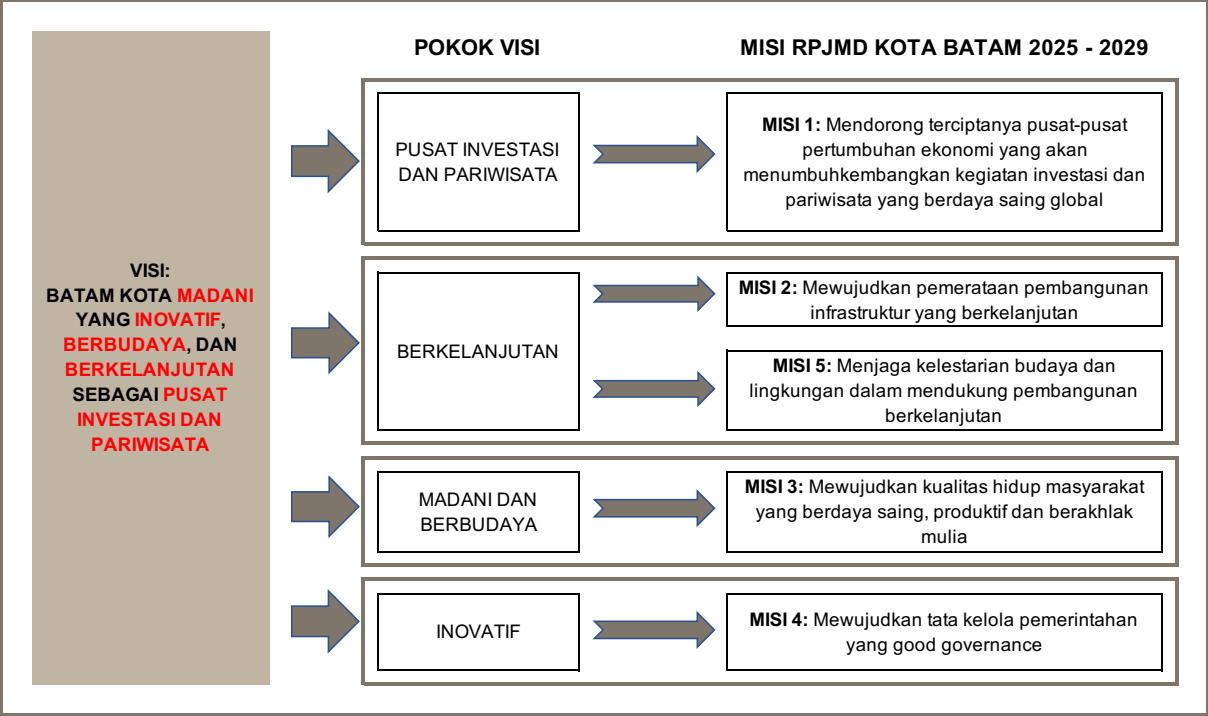 POKOK VISI
MISI RPJMD KOTA BATAM 2025 - 2029
VISI:
BATAM KOTA MADANI
YANG INOVATIF,
BERBUDAYA, DAN
BERKELANJUTAN
SEBAGAI PUSAT
INVESTASI DAN
PARIWISATA
PUSAT INVESTASI
DAN PARIWISATA
MISI 1: Mendorong terciptanya pusat-pusat
pertumbuhan ekonomi yang akan
menumbuhkembangkan kegiatan investasi dan
pariwisata yang berdaya saing global
BERKELANJUTAN
MISI 2: Mewujudkan pemerataan pembangunan
infrastruktur yang berkelanjutan
MISI 5: Menjaga kelestarian budaya dan
lingkungan dalam mendukung pembangunan
berkelanjutan
MADANI DAN
BERBUDAYA
MISI 3: Mewujudkan kualitas hidup masyarakat
yang berdaya saing, produktif dan berakhlak
mulia
INOVATIF
MISI 4: Mewujudkan tata kelola pemerintahan
yang good governance